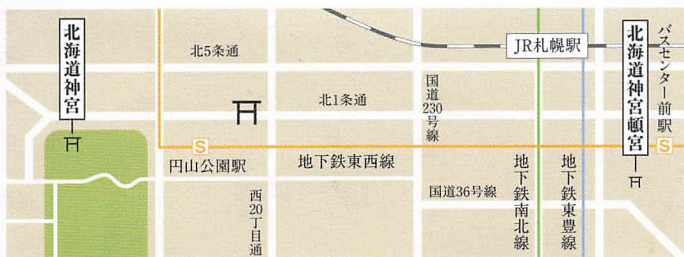 北海道神宮
北5条通
JR札幌駅
北海道神宮頓宮
バスセンター前駅
国道230号線
北1条通
S
円山公園駅
地下鉄東西線
S
西20丁目通
国道36号線
地下鉄南北線
地下鉄東豊線